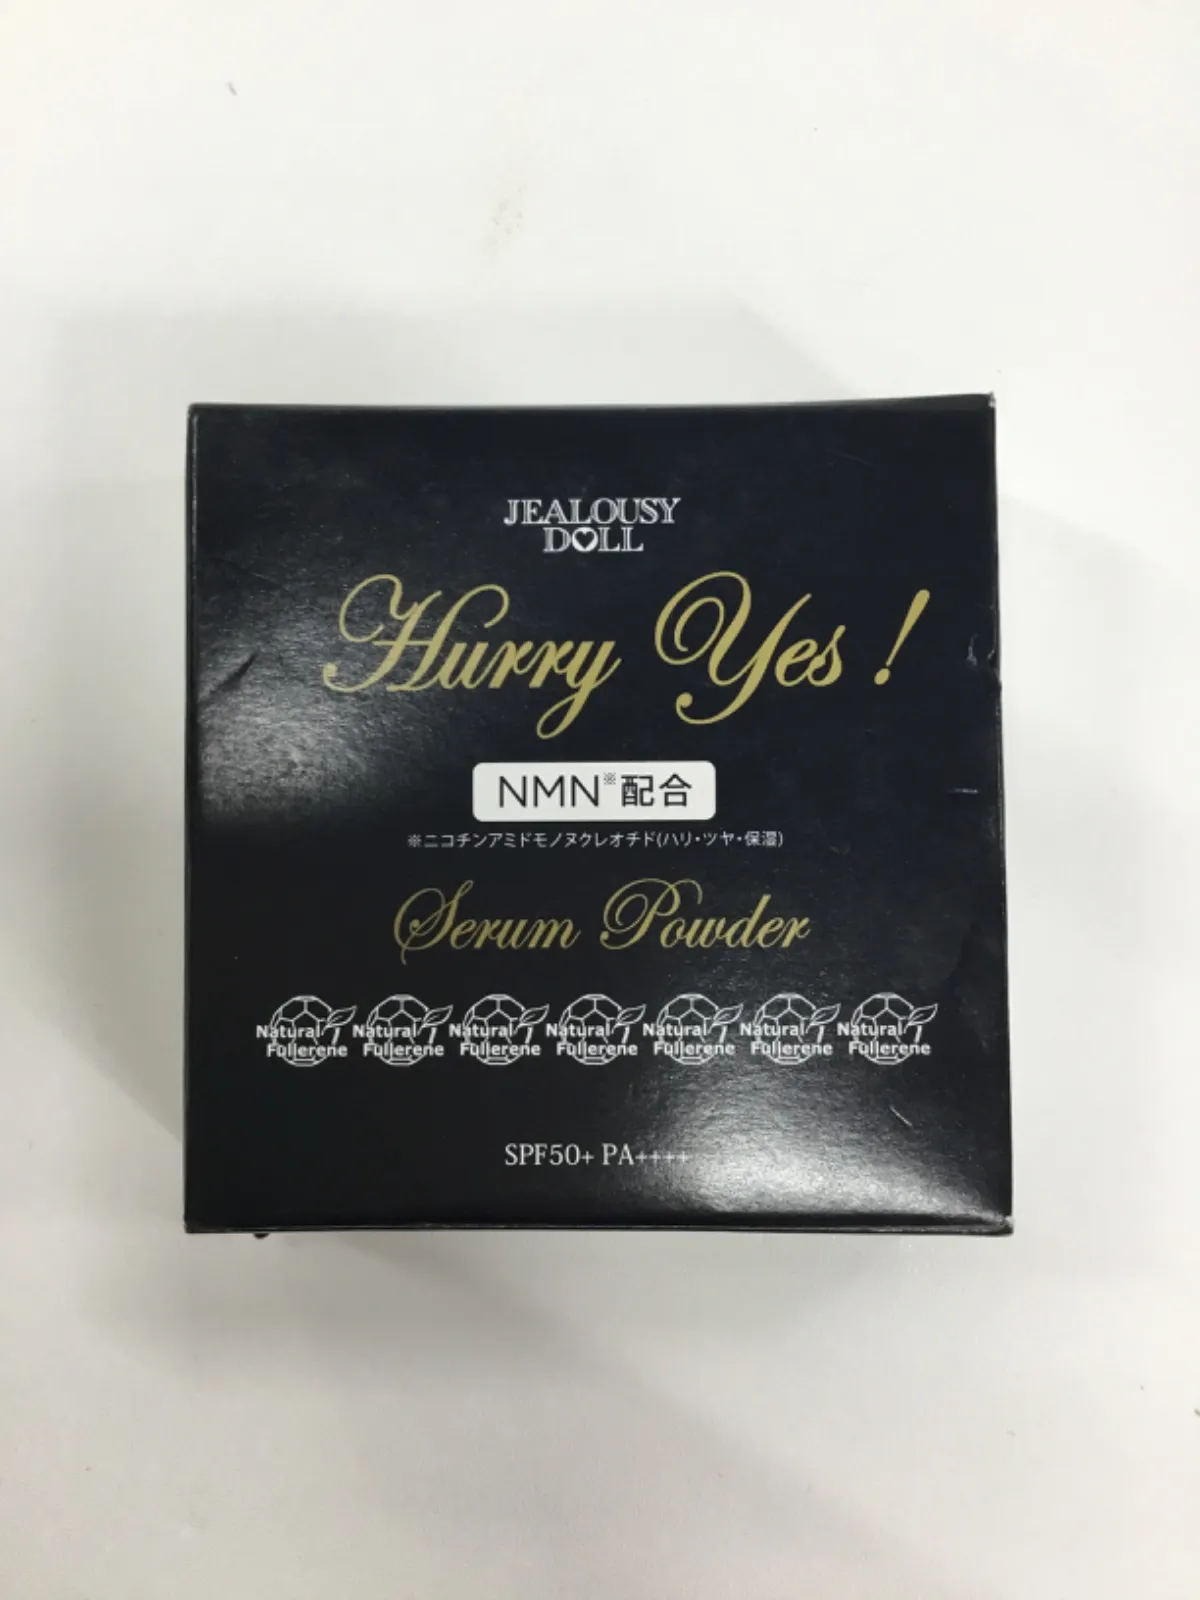 JEALOUSY
DOLL
Hurry Yes !
NMN※配合
※ニコチンアミドモノヌクレオチド(ハリ・ツヤ・保湿)
Serum Powder
Natural Natural Natural Natural Natural Natural Natural
Fullerene Fullerene Fullerene Fullerene Fullerene Fullerene Fullerene
SPF50+ PA++++